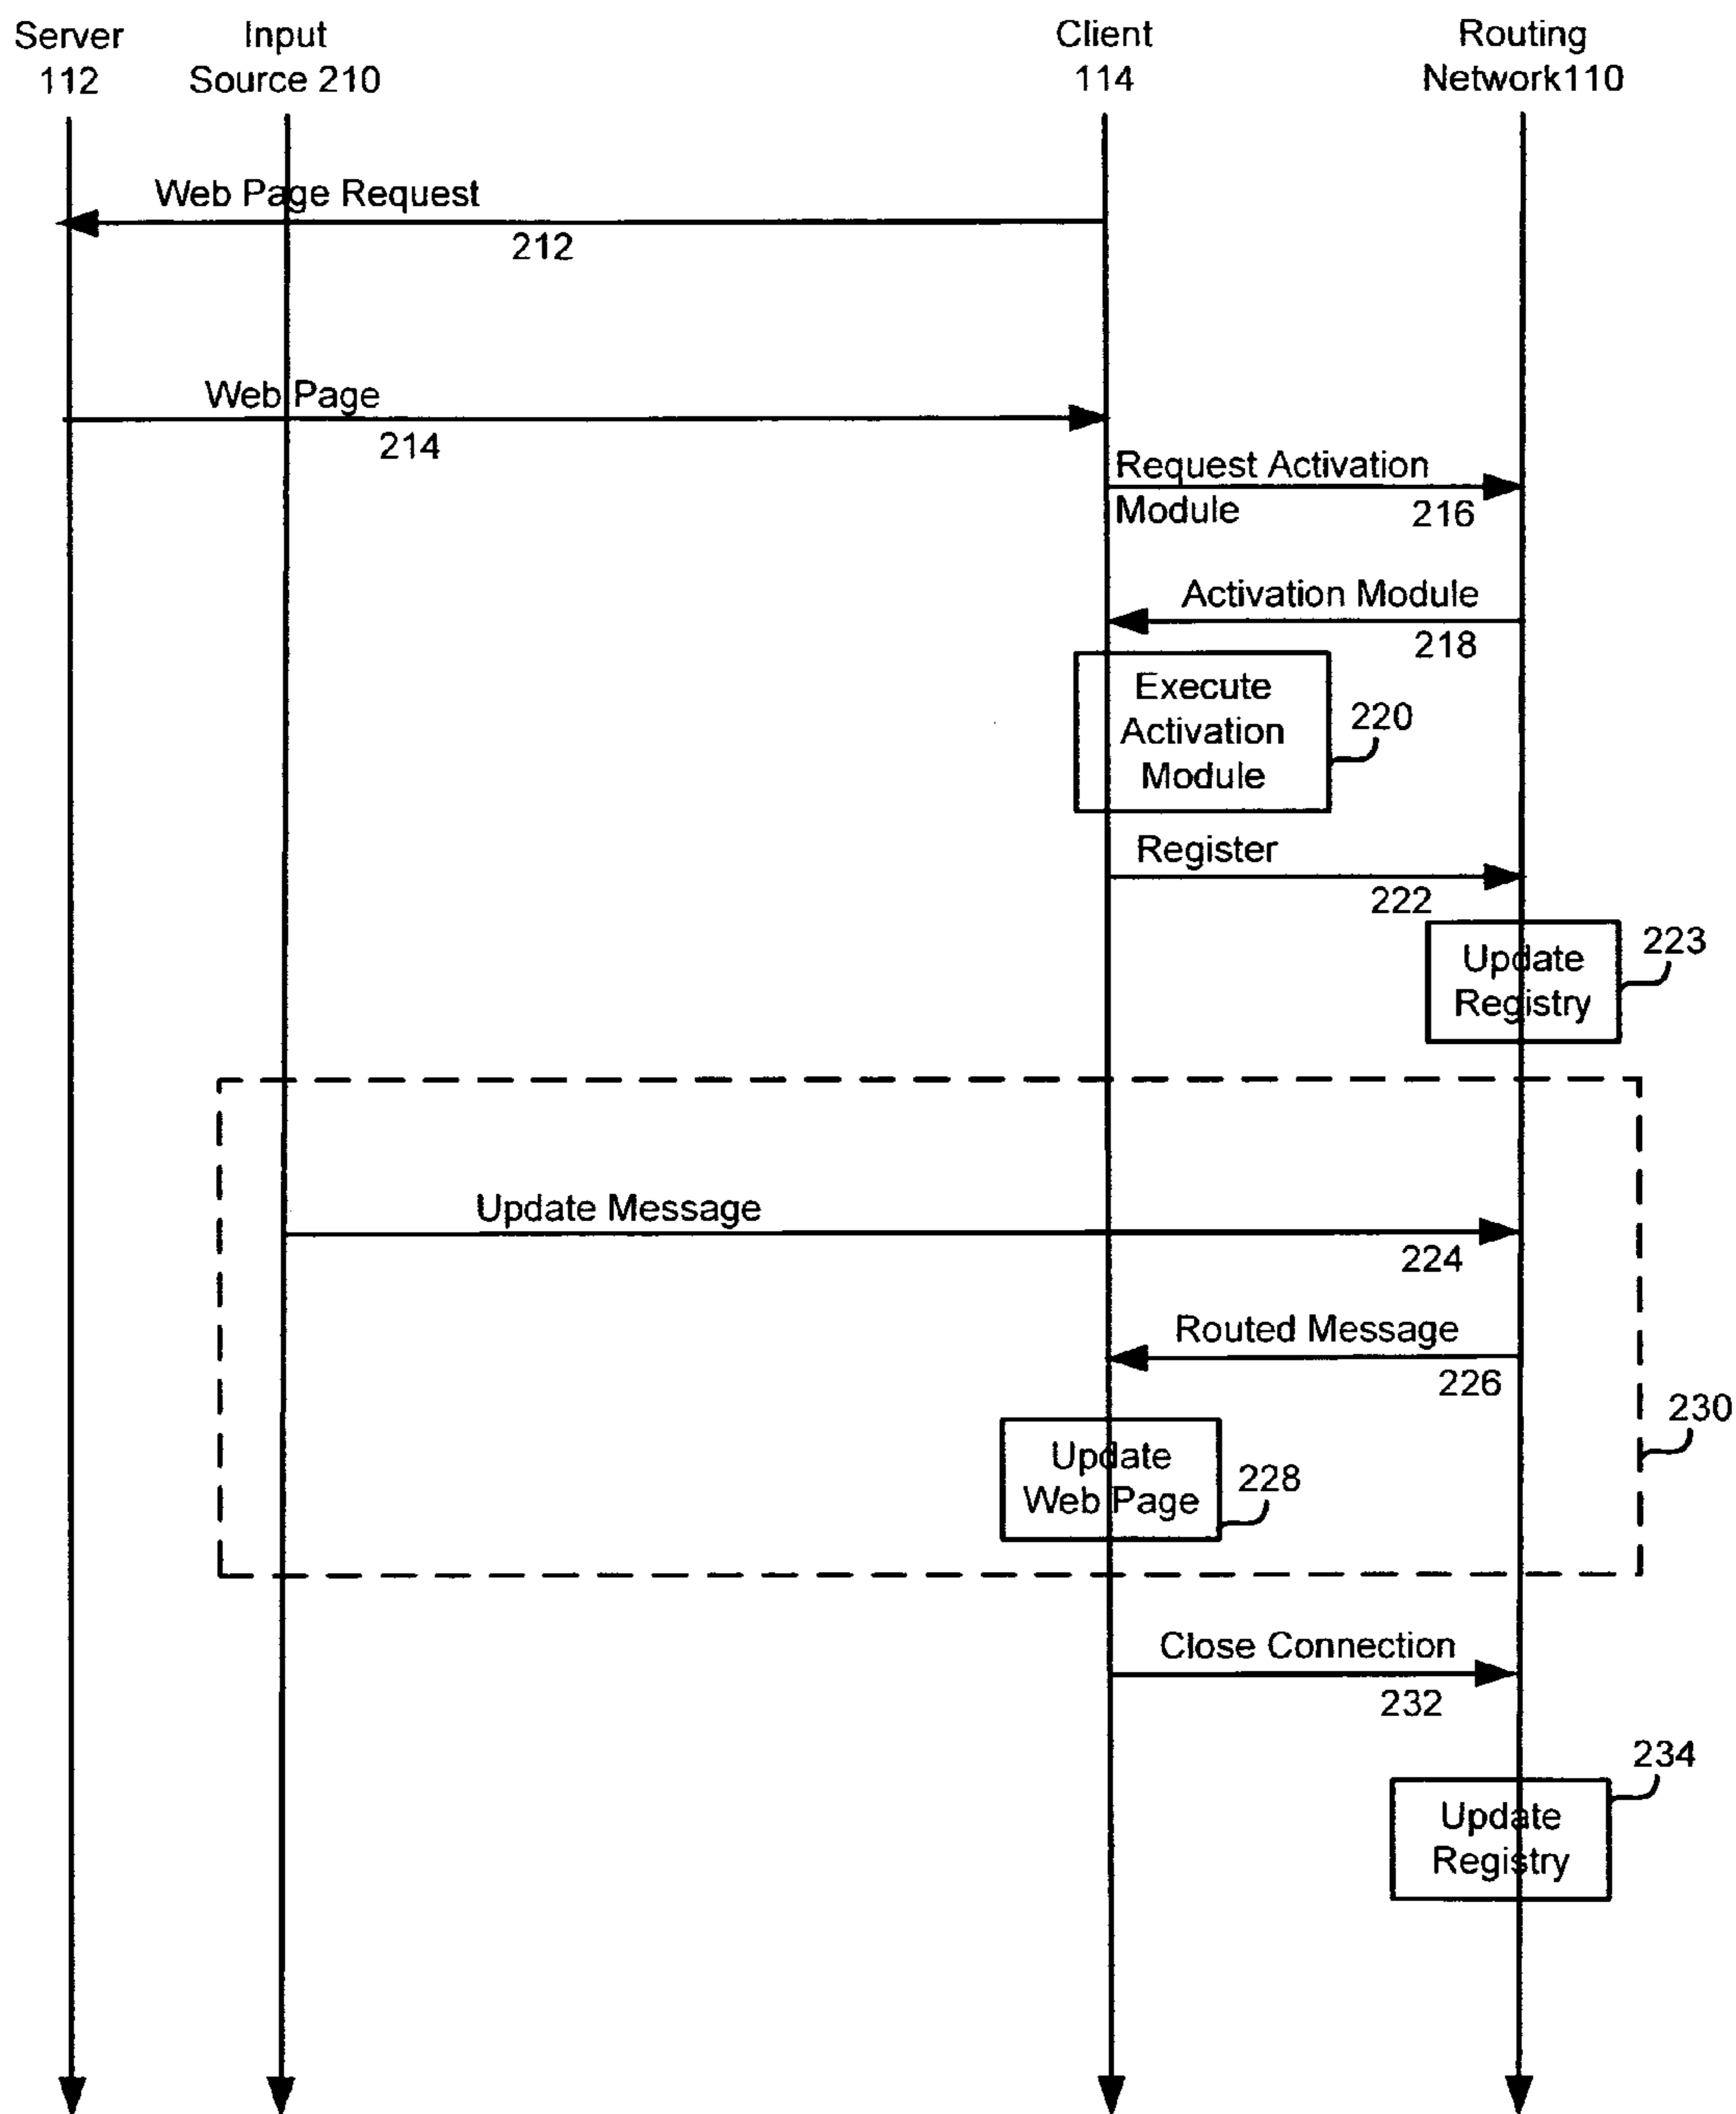 Server
112
Input
Source 210
Client
114
Routing
Network110
Web Page Request
212
Web Page
214
Request Activation
Module
216
Activation Module
218
Execute
Activation
Module
220
Register
222
Update
Registry
223
Update Message
224
Routed Message
226
Update
Web Page
228
230
Close Connection
232
Update
Registry
234